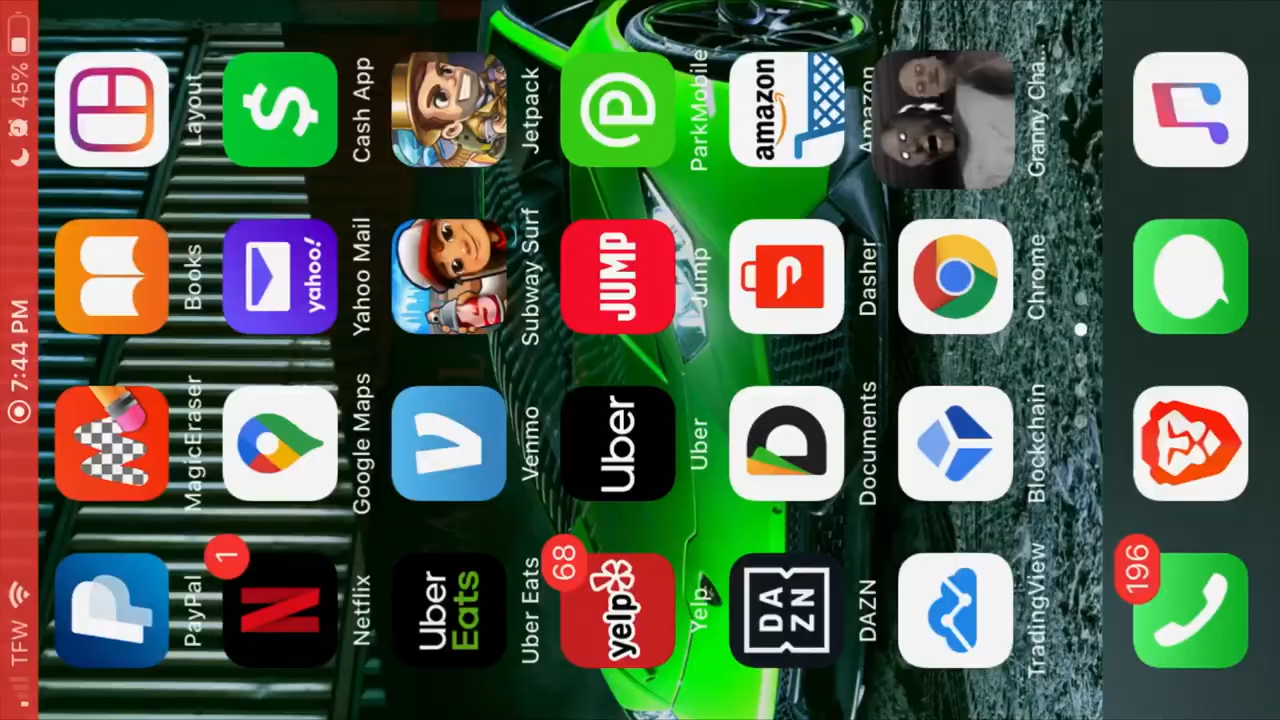 TFW 7:44 PM 45%
PayPal MagicEraser Books Layout
1
yahoo!
Netflix Google Maps Yahoo Mail Cash App
Uber
Eats
Uber Eats Venmo Subway Surf Jetpack
68
yelp Uber JUMP
Yelp Uber Jump ParkMobile
DA
ZN
amazon
DAZN Documents Dasher Amazon
TradingView Blockchain Chrome Granny Cha...
196